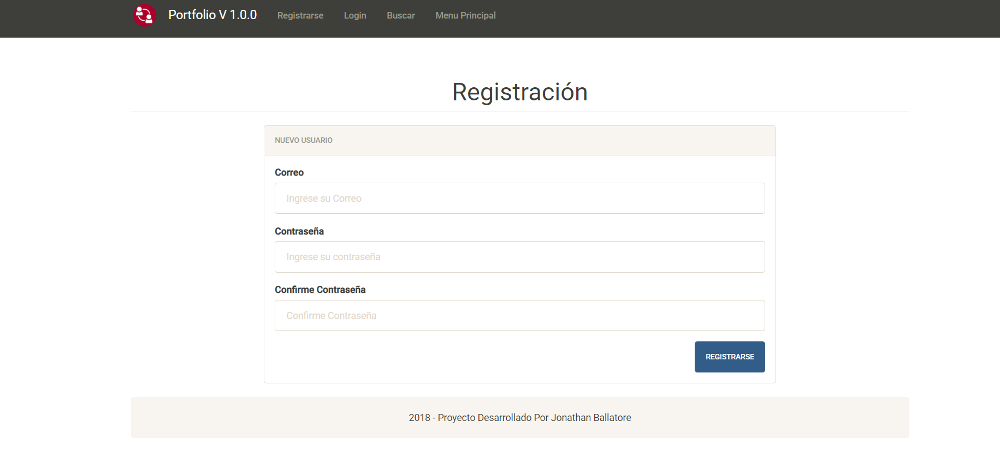 Portfolio V 1.0.0 Registrarse Login Buscar Menu Principal
Registración
NUEVO USUARIO
Correo
Ingrese su Correo
Contraseña
Ingrese su contraseña
Confirme Contraseña
Confirme Contraseña
REGISTRARSE
2018 - Proyecto Desarrollado Por Jonathan Ballatore